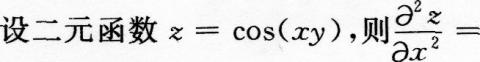 设二元函数 z = cos(xy),则∂²z/∂x² =